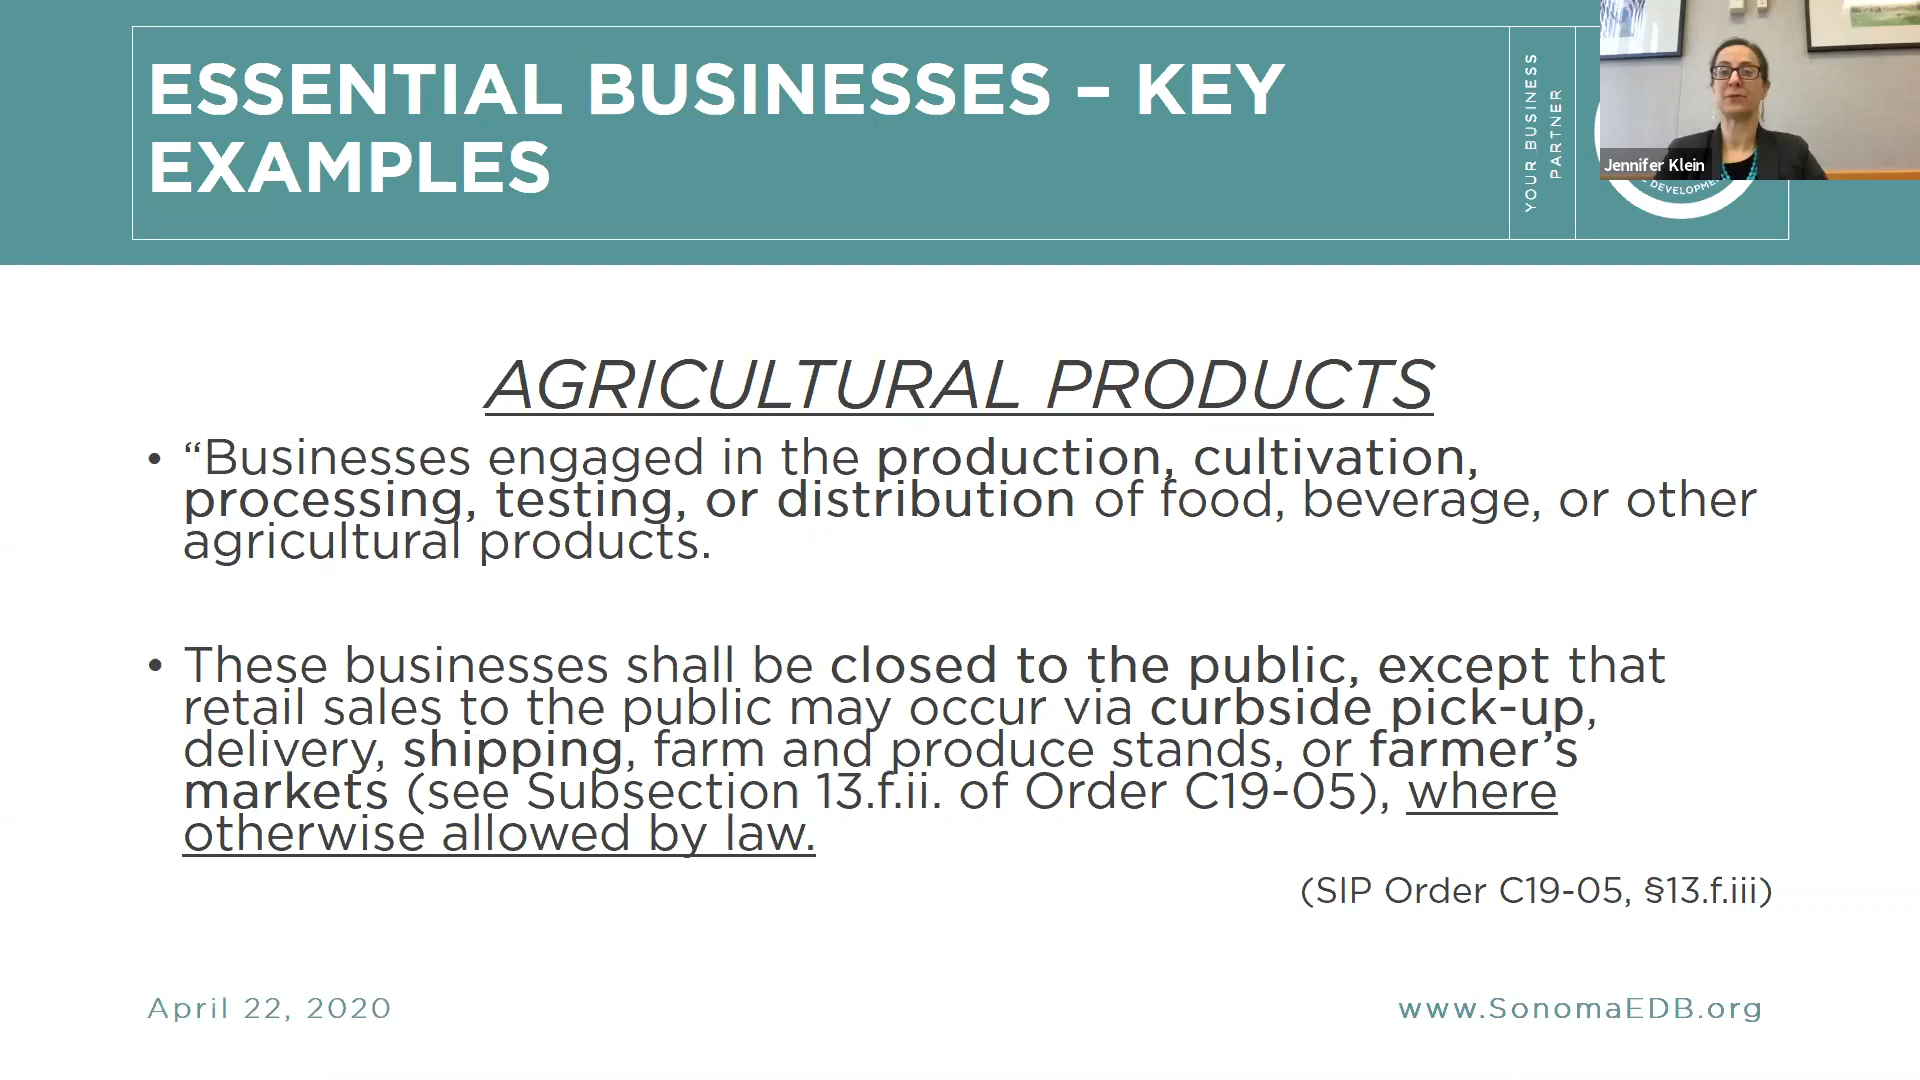 ESSENTIAL BUSINESSES – KEY
EXAMPLES
YOUR BUSINESS
PARTNER
Jennifer Klein
AGRICULTURAL PRODUCTS
• “Businesses engaged in the production, cultivation,
processing, testing, or distribution of food, beverage, or other
agricultural products.
• These businesses shall be closed to the public, except that
retail sales to the public may occur via curbside pick-up,
delivery, shipping, farm and produce stands, or farmer’s
markets (see Subsection 13.f.ii. of Order C19-05), where
otherwise allowed by law.
(SIP Order C19-05, §13.f.iii)
April 22, 2020
www.SonomaEDB.org